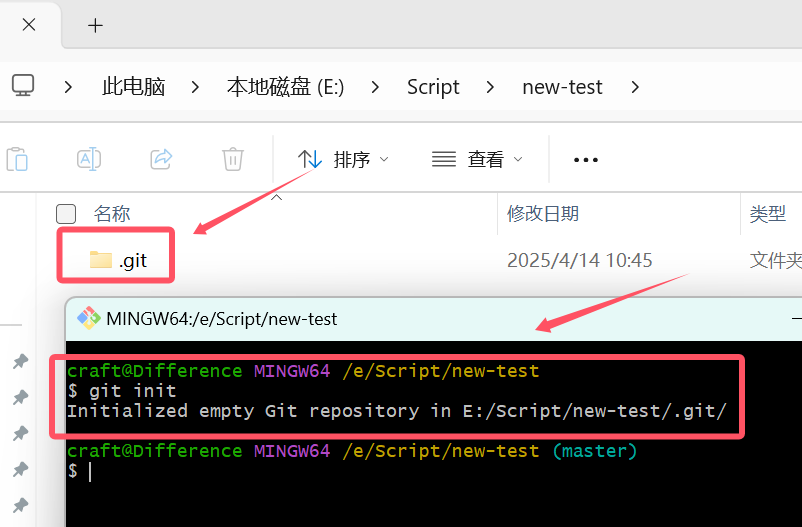 此电脑 > 本地磁盘 (E:) > Script > new-test >
排序 查看
名称 修改日期 类型
.git 2025/4/14 10:45 文件夹
MINGW64:/e/Script/new-test
craft@Difference MINGW64 /e/Script/new-test
$ git init
Initialized empty Git repository in E:/Script/new-test/.git/
craft@Difference MINGW64 /e/Script/new-test (master)
$